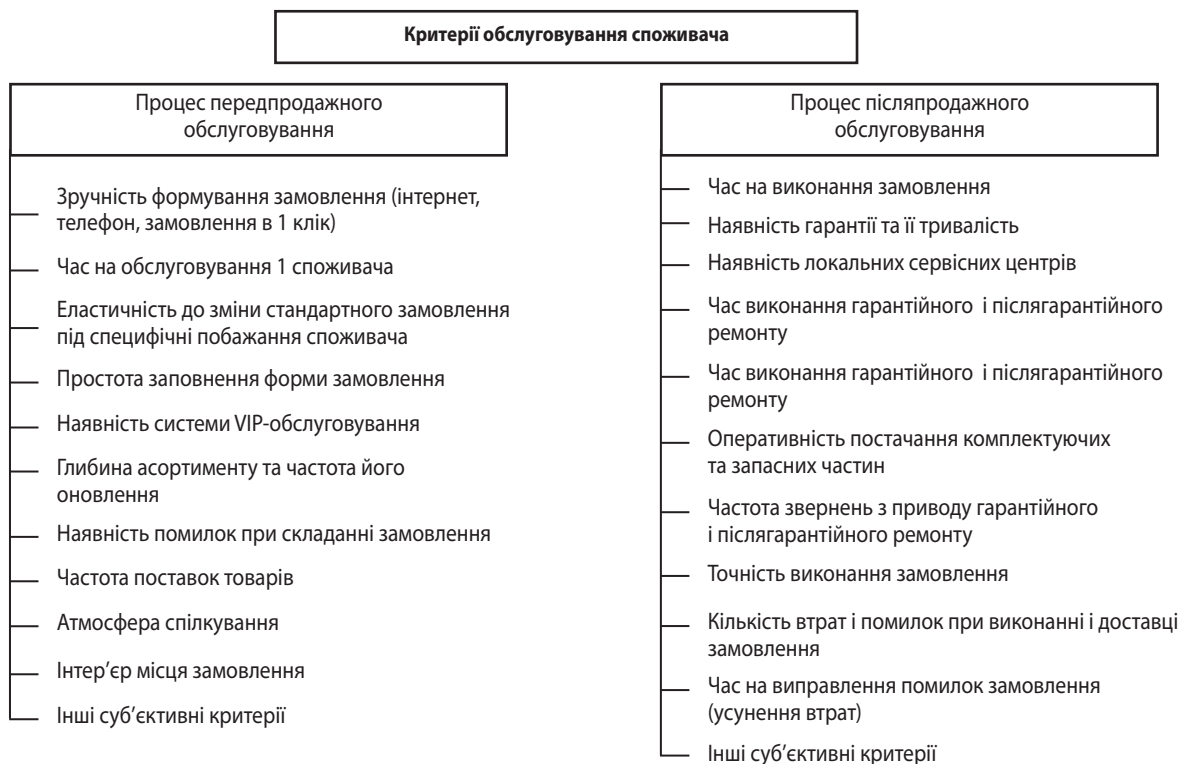 Критерії обслуговування споживача
Процес передпродажного
обслуговування
Зручність формування замовлення (інтернет,
телефон, замовлення в 1 клік)
Час на обслуговування 1 споживача
Еластичність до зміни стандартного замовлення
під специфічні побажання споживача
Простота заповнення форми замовлення
Наявність системи VIP-обслуговування
Глибина асортименту та частота його
оновлення
Наявність помилок при складанні замовлення
Частота поставок товарів
Атмосфера спілкування
Інтер’єр місця замовлення
Інші суб’єктивні критерії
Процес післяпродажного
обслуговування
Час на виконання замовлення
Наявність гарантії та її тривалість
Наявність локальних сервісних центрів
Час виконання гарантійного і післягарантійного
ремонту
Час виконання гарантійного і післягарантійного
ремонту
Оперативність постачання комплектуючих
та запасних частин
Частота звернень з приводу гарантійного
і післягарантійного ремонту
Точність виконання замовлення
Кількість втрат і помилок при виконанні і доставці
замовлення
Час на виправлення помилок замовлення
(усунення втрат)
Інші суб’єктивні критерії